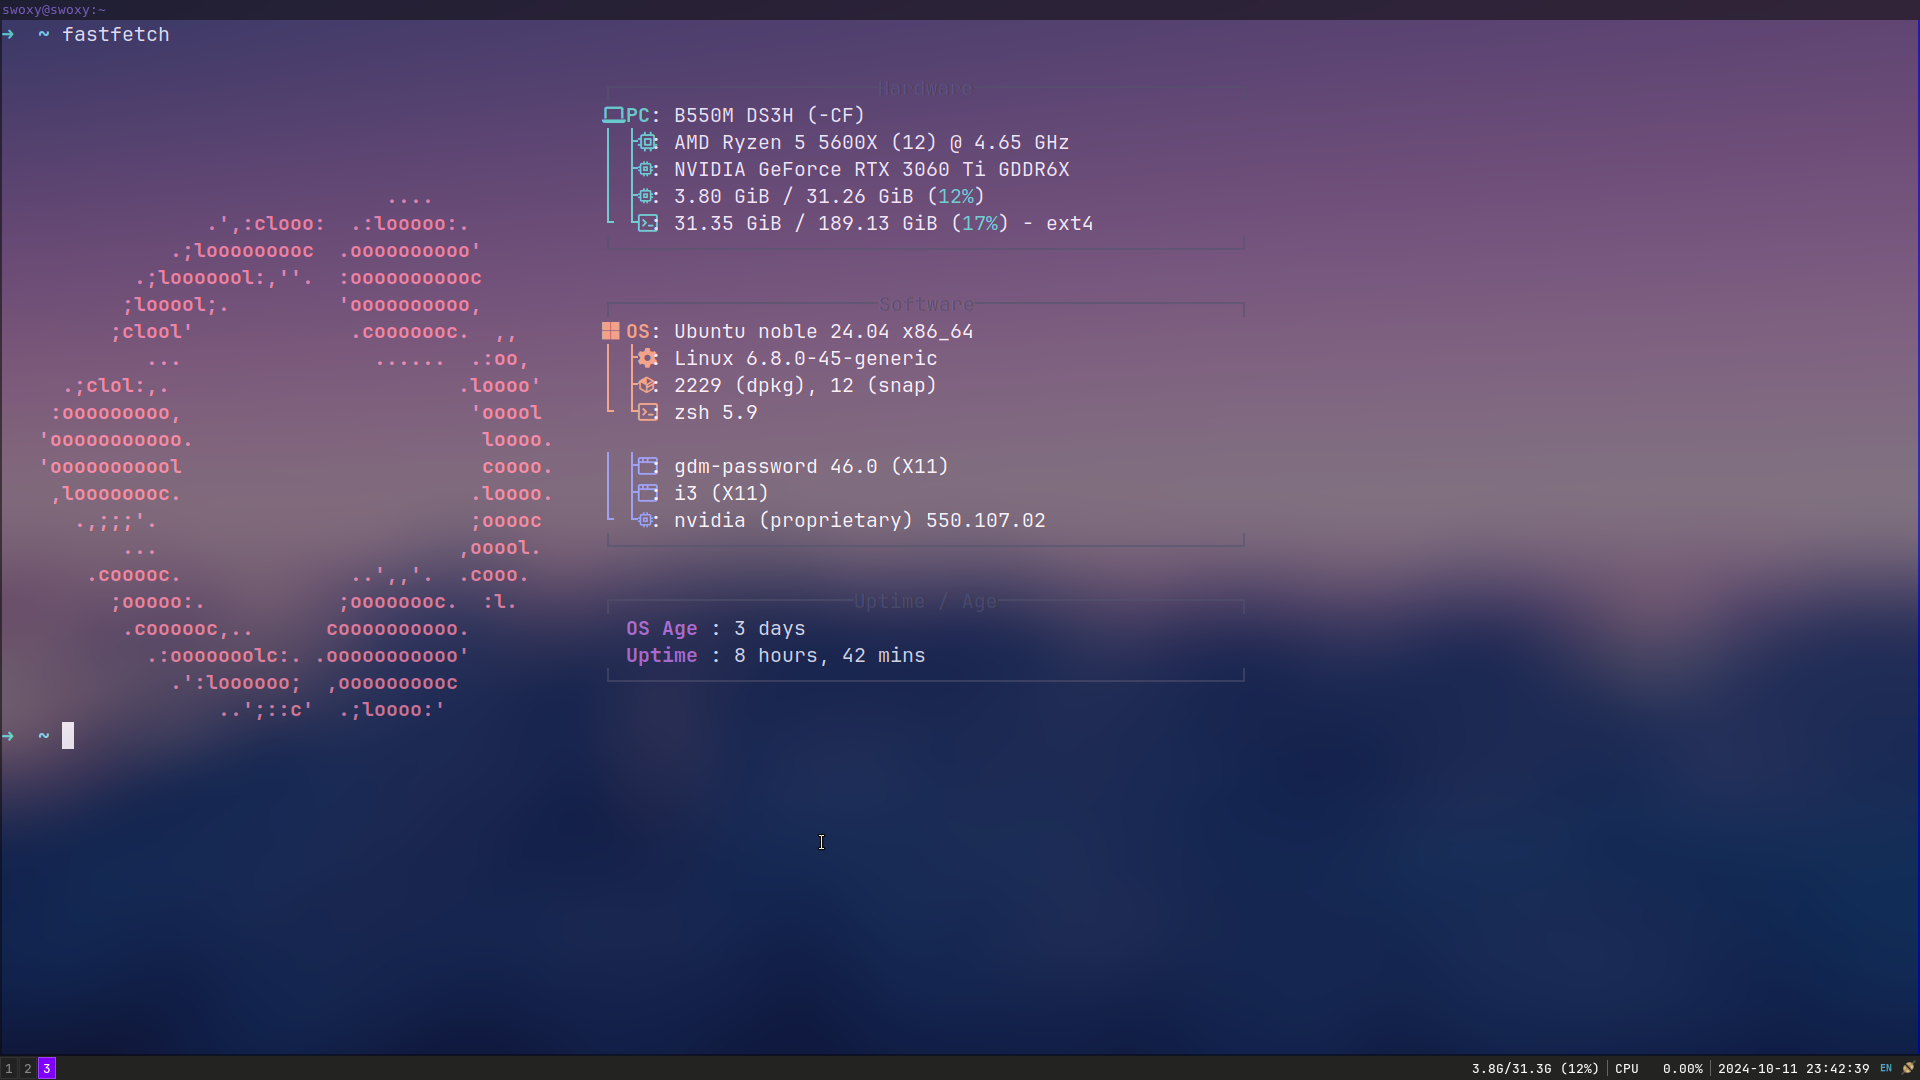 swoxy@swoxy:~
→  ~ fastfetch
Hardware
PC: B550M DS3H (-CF)
: AMD Ryzen 5 5600X (12) @ 4.65 GHz
: NVIDIA GeForce RTX 3060 Ti GDDR6X
: 3.80 GiB / 31.26 GiB (12%)
: 31.35 GiB / 189.13 GiB (17%) - ext4
Software
OS: Ubuntu noble 24.04 x86_64
: Linux 6.8.0-45-generic
: 2229 (dpkg), 12 (snap)
: zsh 5.9
: gdm-password 46.0 (X11)
: i3 (X11)
: nvidia (proprietary) 550.107.02
Uptime / Age
OS Age : 3 days
Uptime : 8 hours, 42 mins
....
.',:clooo:  .:looooo:.
.;looooooooc  .oooooooooo'
.;looooool:,''.  :ooooooooooc
;looool;.         'oooooooooo,
;clool'             .cooooooc.  ,,
...                 ......  .:oo,
.;clol:,.                         .loooo'
:ooooooooo,                         'ooool
'ooooooooooo.                         loooo.
'ooooooooool                          coooo.
,loooooooc.                         .loooo.
.,;;;'.                           ;ooooc
...                          ,ooool.
.cooooc.               ..',,'.  .cooo.
;ooooo:.            ;oooooooc.  :l.
.coooooc,..       coooooooooo.
.:ooooooolc:. .ooooooooooo'
.':loooooo;  ,oooooooooc
..';::c'  .;loooo:'
→  ~
1 2 3
3.8G/31.3G (12%) CPU 0.00% 2024-10-11 23:42:39 EN